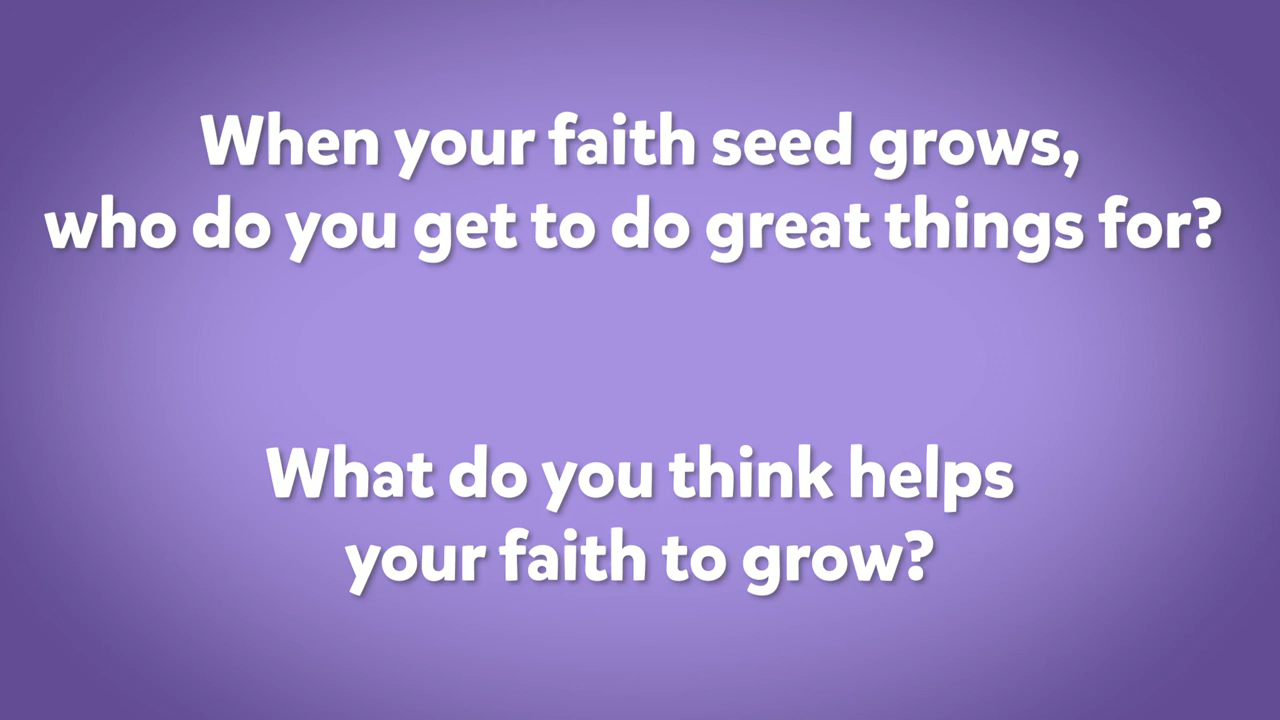 When your faith seed grows,
who do you get to do great things for?
What do you think helps
your faith to grow?